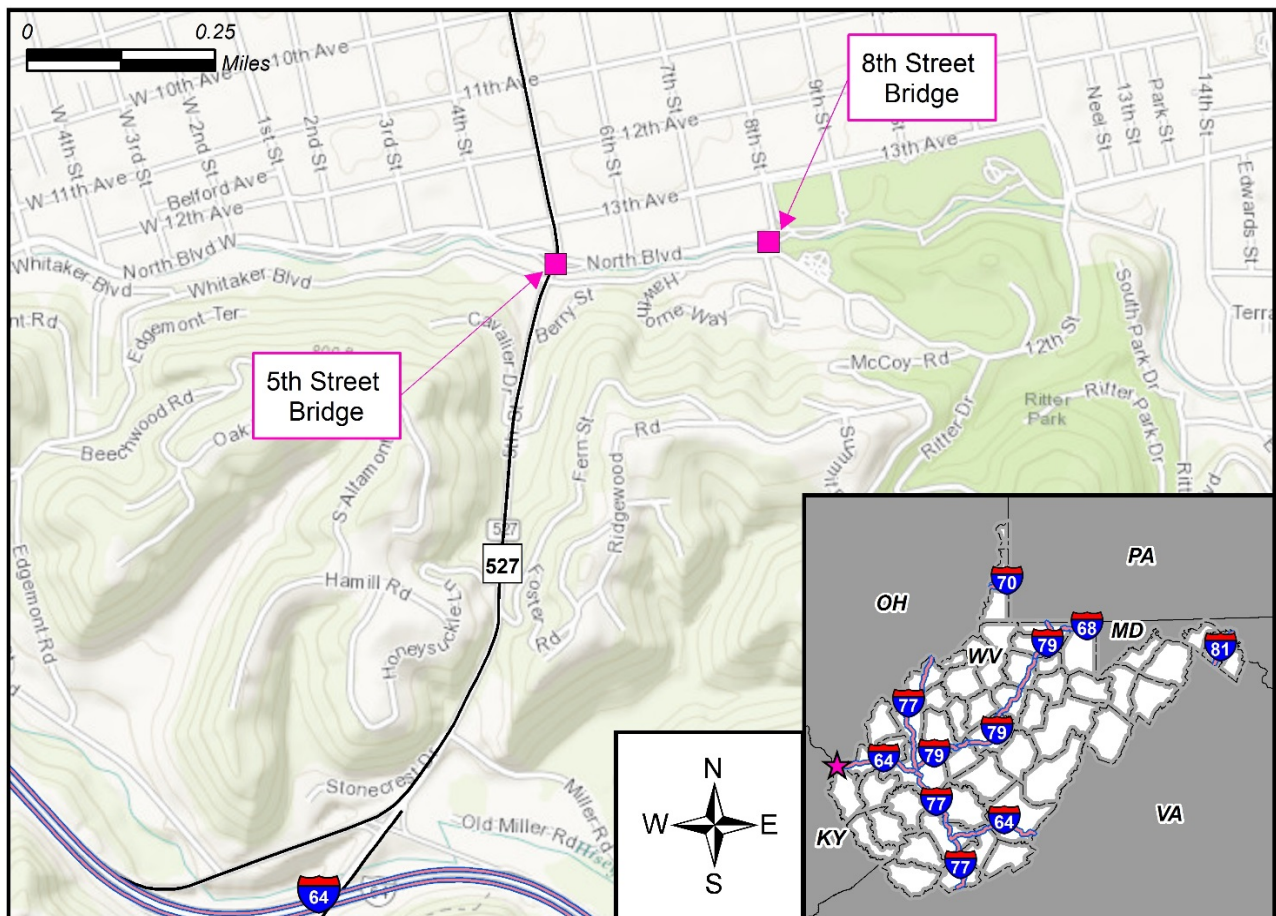 0
0.25
Miles
W 10th Ave
10th Ave
11th Ave
W 4th St
W 3rd St
W 2nd St
1st St
2nd St
3rd St
4th St
6th St
7th St
8th St
9th St
12th Ave
13th Ave
13th Ave
8th Street
Bridge
Neel St
13th St
Park St
14th St
Edwards St
W 11th Ave
Belford Ave
W 12th Ave
North Blvd W
Whitaker Blvd
Whitaker Blvd
North Blvd
Hawth
orne Way
Berry St
Cavalier Dr
Edgemont Ter
5th Street
Bridge
Beechwood Rd
Oak
S Altamont
Fern St
Ridgewood
Rd
McCoy Rd
12th St
South Park Dr
Terra
Ritter Dr
Ritter
Park
Ritter Park Dr
Summit
Edgemont Rd
527
527
Hamill Rd
Honeysuckle Ln
Foster
Rd
Stonecrest Dr
Miller Rd
Old Miller Rd
64
N
W
E
S
PA
OH
70
68
MD
79
81
WV
77
79
64
79
77
64
VA
KY
77